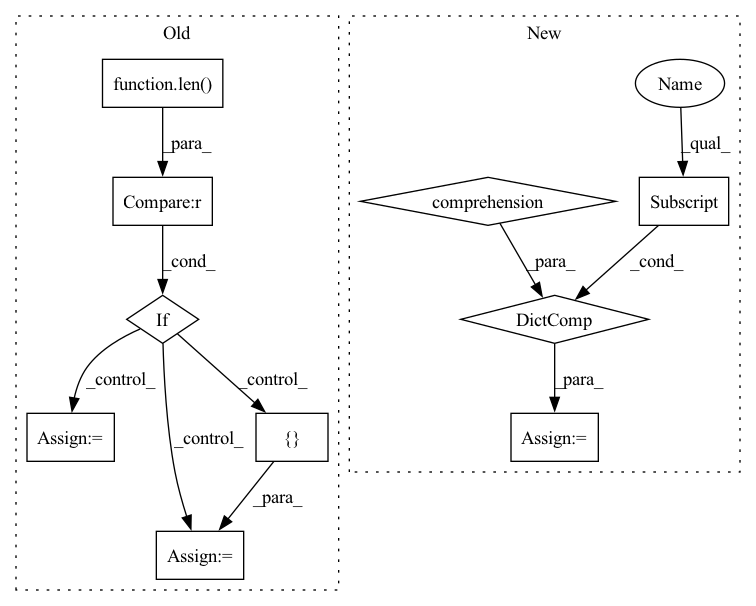 Old
New
function.len()
Name
_para_
_qual_
Compare:r
comprehension
Subscript
_cond_
_para_
_cond_
If
DictComp
_control_
_control_
_control_
_para_
Assign:=
{}
Assign:=
_para_
Assign:=